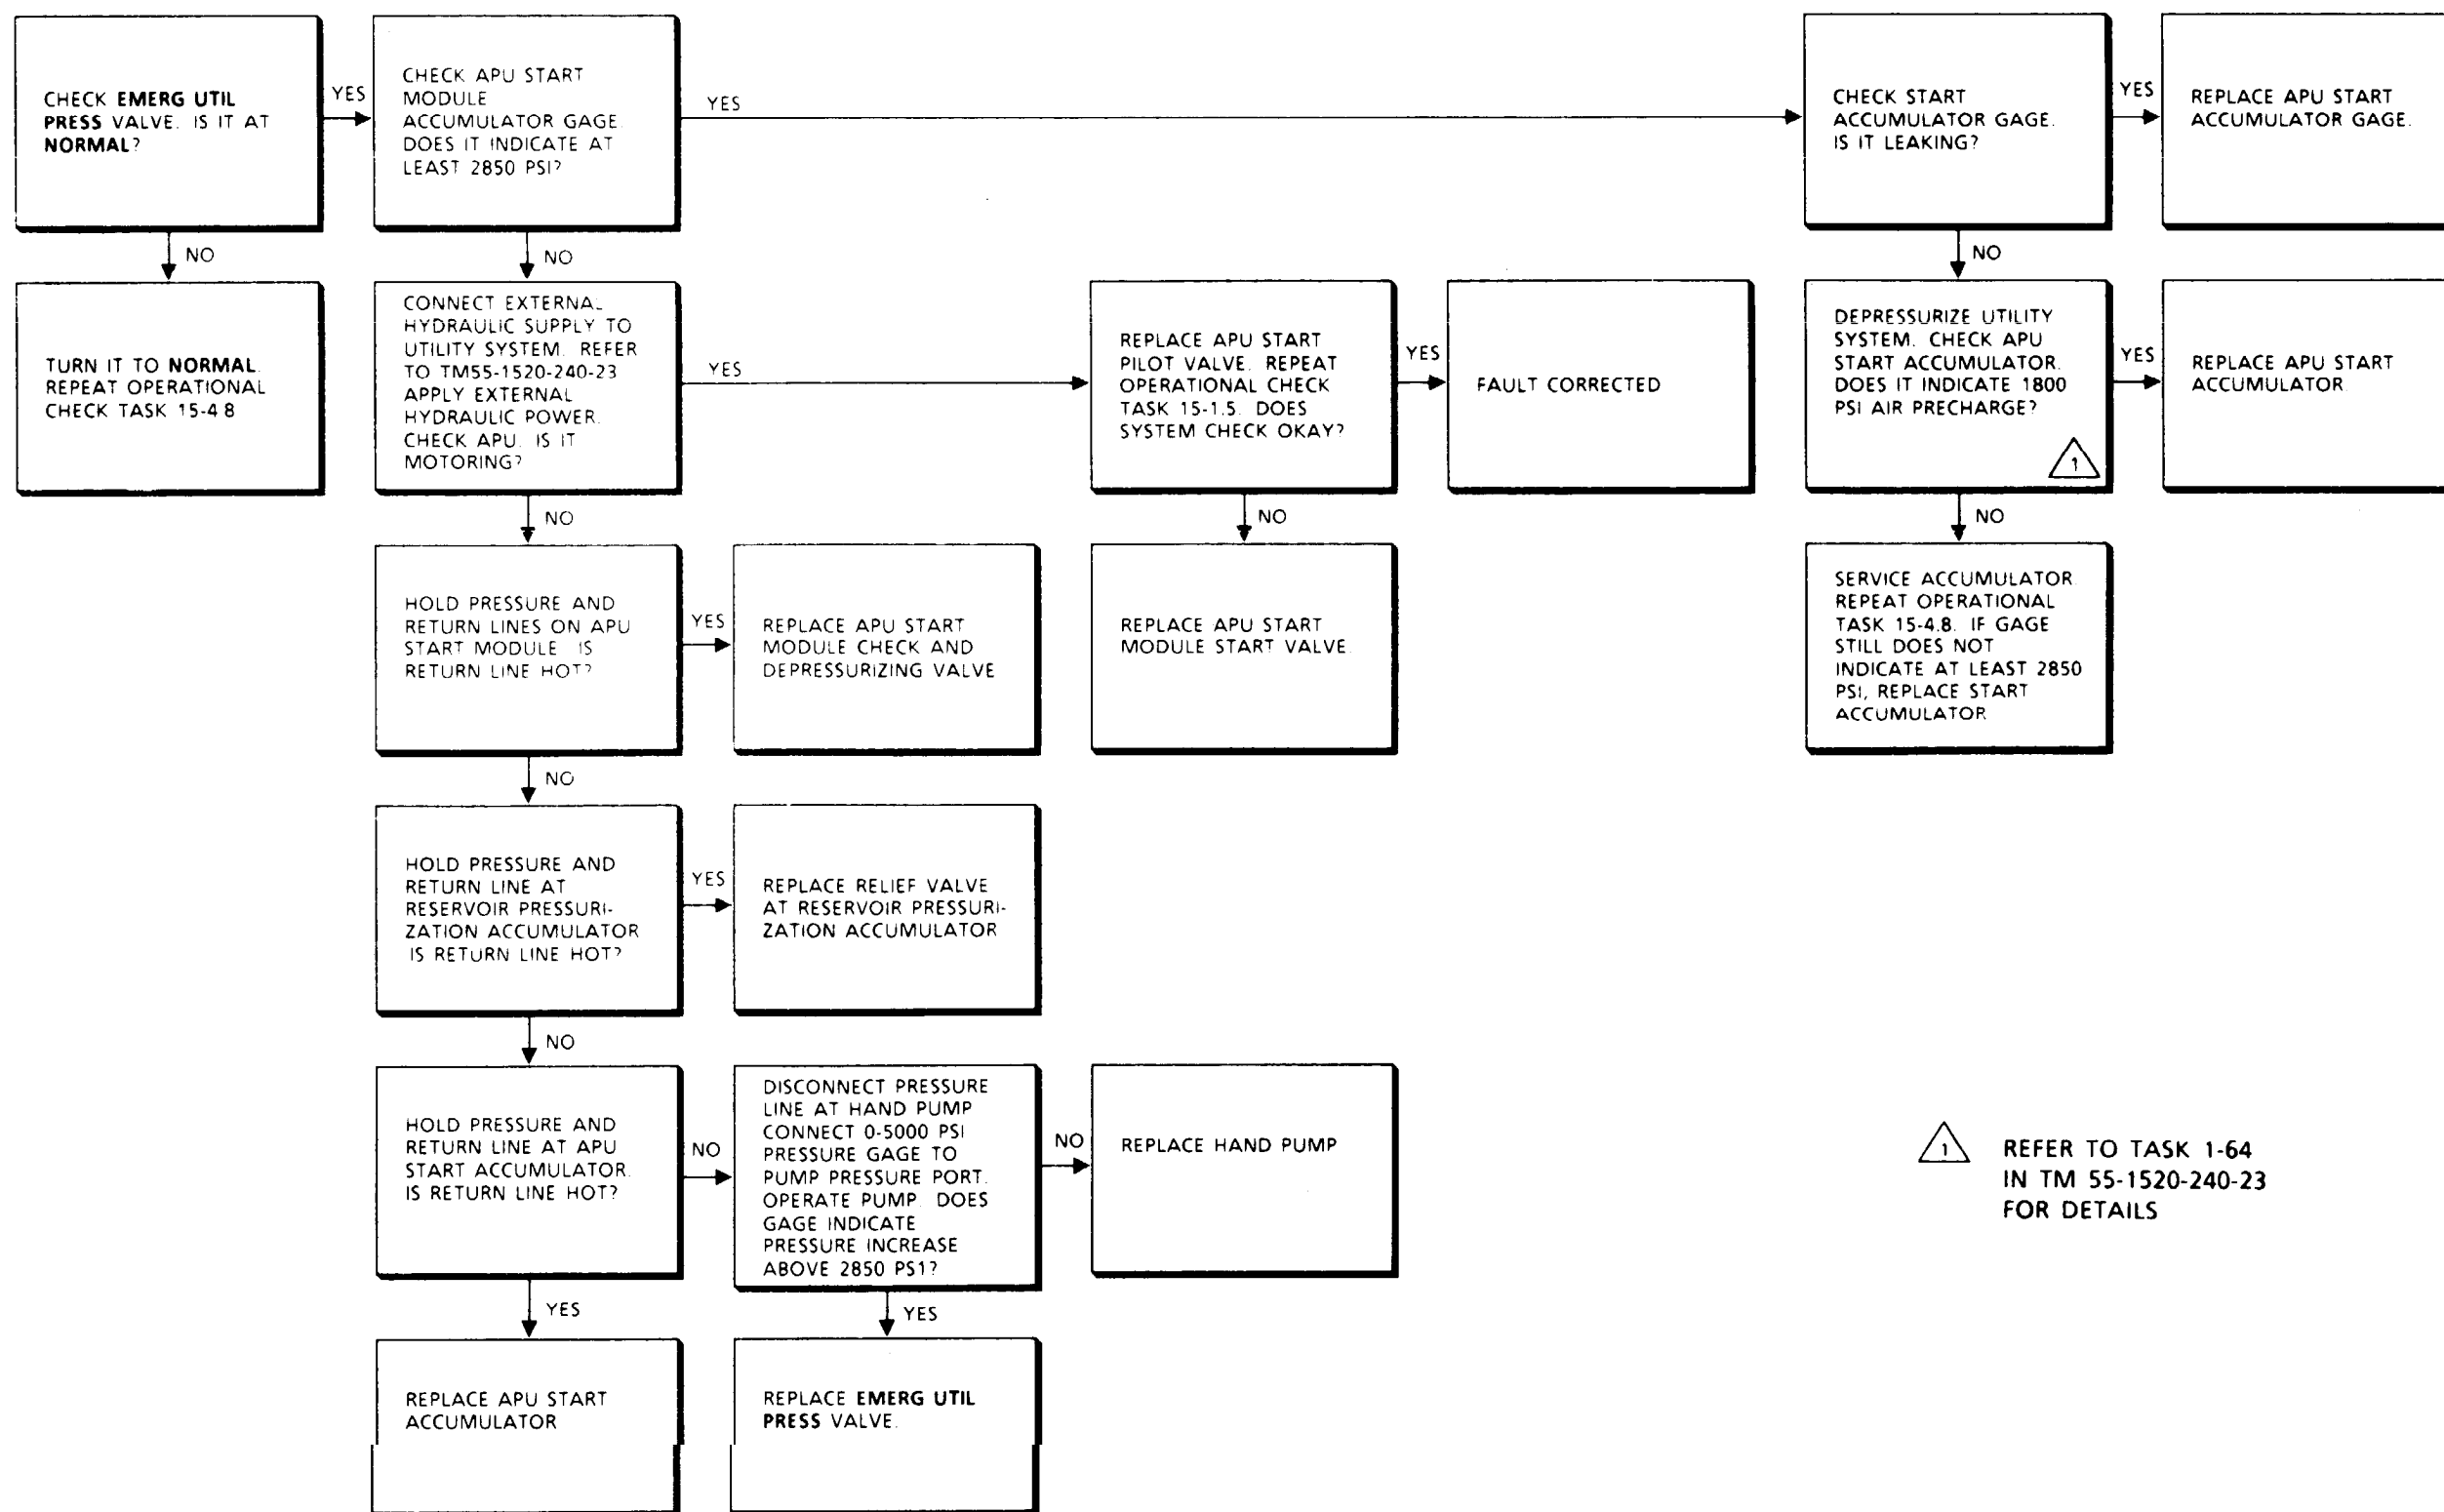 CHECK EMERG UTIL
PRESS VALVE. IS IT AT
NORMAL?
YES
NO
CHECK APU START
MODULE
ACCUMULATOR GAGE.
DOES IT INDICATE AT
LEAST 2850 PSI?
YES
NO
CHECK START
ACCUMULATOR GAGE.
IS IT LEAKING?
YES
NO
REPLACE APU START
ACCUMULATOR GAGE.
TURN IT TO NORMAL.
REPEAT OPERATIONAL
CHECK TASK 15-4 8
CONNECT EXTERNAL
HYDRAULIC SUPPLY TO
UTILITY SYSTEM. REFER
TO TM55-1520-240-23
APPLY EXTERNAL
HYDRAULIC POWER.
CHECK APU. IS IT
MOTORING?
YES
NO
REPLACE APU START
PILOT VALVE. REPEAT
OPERATIONAL CHECK
TASK 15-1.5. DOES
SYSTEM CHECK OKAY?
YES
NO
FAULT CORRECTED
DEPRESSURIZE UTILITY
SYSTEM. CHECK APU
START ACCUMULATOR.
DOES IT INDICATE 1800
PSI AIR PRECHARGE?
1
YES
NO
REPLACE APU START
ACCUMULATOR
HOLD PRESSURE AND
RETURN LINES ON APU
START MODULE IS
RETURN LINE HOT?
YES
NO
REPLACE APU START
MODULE CHECK AND
DEPRESSURIZING VALVE
REPLACE APU START
MODULE START VALVE.
SERVICE ACCUMULATOR.
REPEAT OPERATIONAL
TASK 15-4.8. IF GAGE
STILL DOES NOT
INDICATE AT LEAST 2850
PSI, REPLACE START
ACCUMULATOR
HOLD PRESSURE AND
RETURN LINE AT
RESERVOIR PRESSURI-
ZATION ACCUMULATOR
IS RETURN LINE HOT?
YES
NO
REPLACE RELIEF VALVE
AT RESERVOIR PRESSURI-
ZATION ACCUMULATOR
HOLD PRESSURE AND
RETURN LINE AT APU
START ACCUMULATOR.
IS RETURN LINE HOT?
NO
YES
DISCONNECT PRESSURE
LINE AT HAND PUMP
CONNECT 0-5000 PSI
PRESSURE GAGE TO
PUMP PRESSURE PORT.
OPERATE PUMP. DOES
GAGE INDICATE
PRESSURE INCREASE
ABOVE 2850 PS1?
NO
YES
REPLACE HAND PUMP
REPLACE APU START
ACCUMULATOR
REPLACE EMERG UTIL
PRESS VALVE.
1 REFER TO TASK 1-64
IN TM 55-1520-240-23
FOR DETAILS